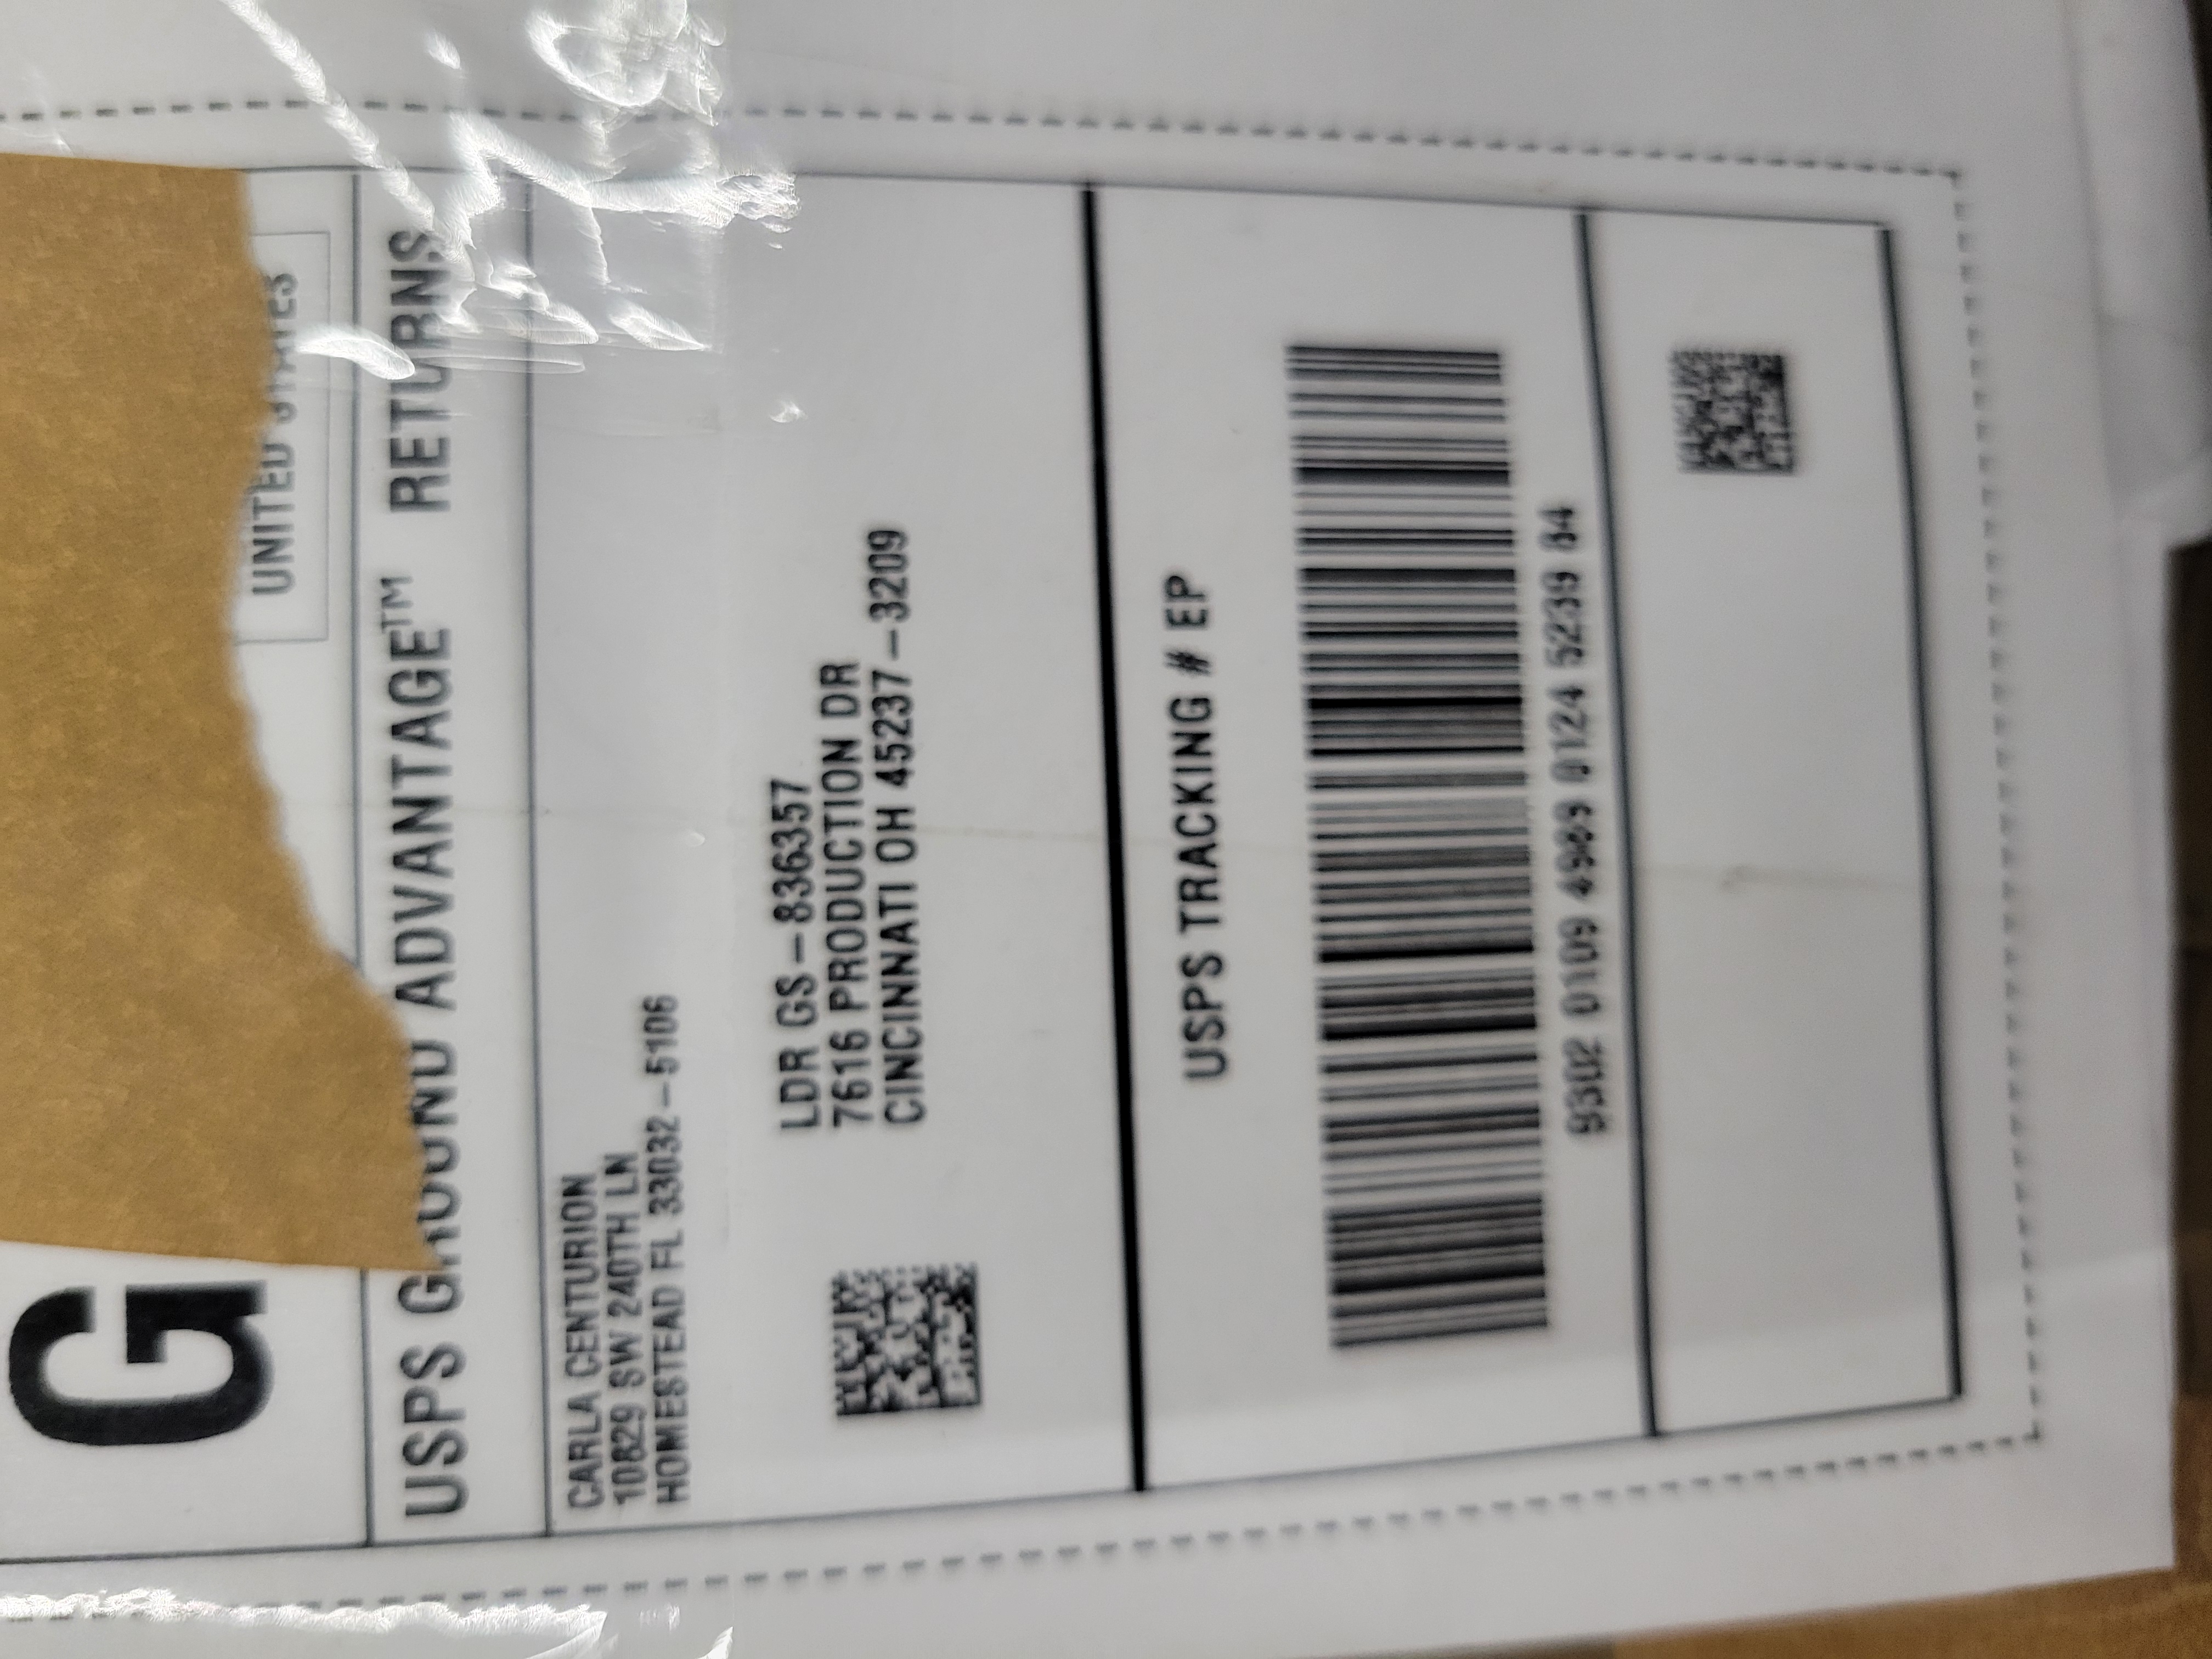 G
UNITED STATES
USPS GROUND ADVANTAGE™ RETURNS
CARLA CENTURION
10829 SW 240TH LN
HOMESTEAD FL 33032-5106
LDR GS-836357
7616 PRODUCTION DR
CINCINNATI OH 45237-3209
USPS TRACKING # EP
9302 0109 4989 0124 5239 84